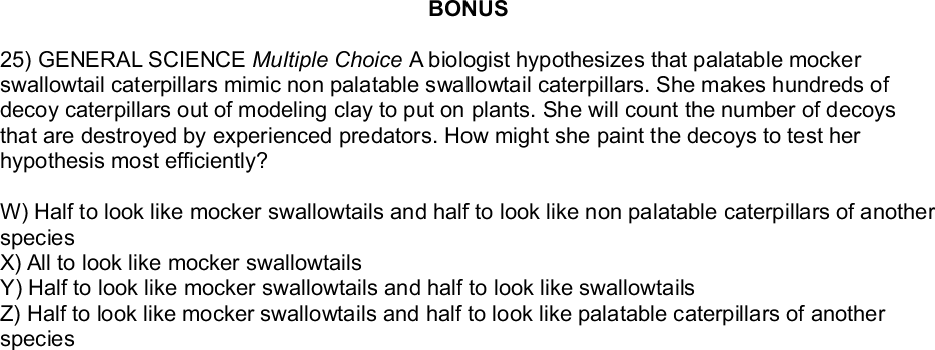 BONUS
25) GENERAL SCIENCE Multiple Choice A biologist hypothesizes that palatable mocker
swallowtail caterpillars mimic non palatable swallowtail caterpillars. She makes hundreds of
decoy caterpillars out of modeling clay to put on plants. She will count the number of decoys
that are destroyed by experienced predators. How might she paint the decoys to test her
hypothesis most efficiently?
W) Half to look like mocker swallowtails and half to look like non palatable caterpillars of another
species
X) All to look like mocker swallowtails
Y) Half to look like mocker swallowtails and half to look like swallowtails
Z) Half to look like mocker swallowtails and half to look like palatable caterpillars of another
species